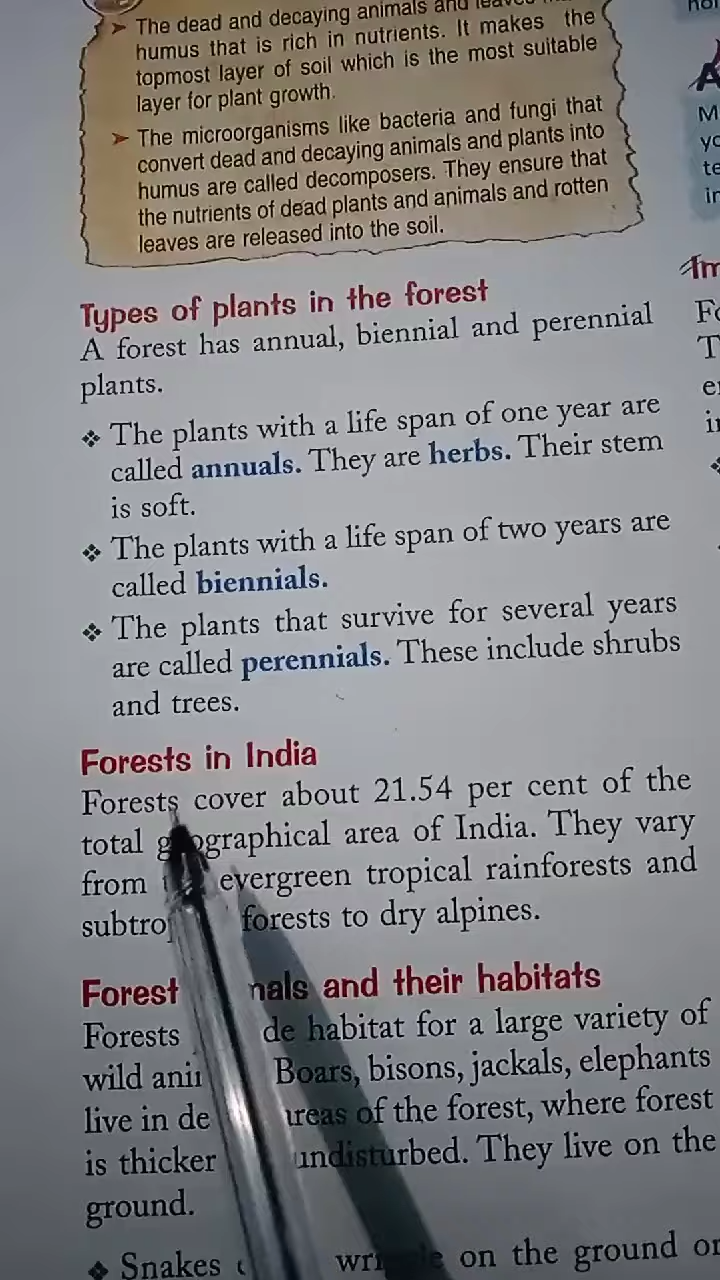 ➤ The dead and decaying animals and
humus that is rich in nutrients. It makes the
topmost layer of soil which is the most suitable
layer for plant growth.
➤ The microorganisms like bacteria and fungi that
convert dead and decaying animals and plants into
humus are called decomposers. They ensure that
the nutrients of dead plants and animals and rotten
leaves are released into the soil.
Types of plants in the forest
A forest has annual, biennial and perennial
plants.
❖ The plants with a life span of one year are
called annuals. They are herbs. Their stem
is soft.
❖ The plants with a life span of two years are
called biennials.
❖ The plants that survive for several years
are called perennials. These include shrubs
and trees.
Forests in India
Forests cover about 21.54 per cent of the
total geographical area of India. They vary
from evergreen tropical rainforests and
forests to dry alpines.
Forest and their habitats
Forests habitat for a large variety of
wild Boars, bisons, jackals, elephants
live in of the forest, where forest
is thicker undisturbed. They live on the
ground.
❖ Snakes on the ground or